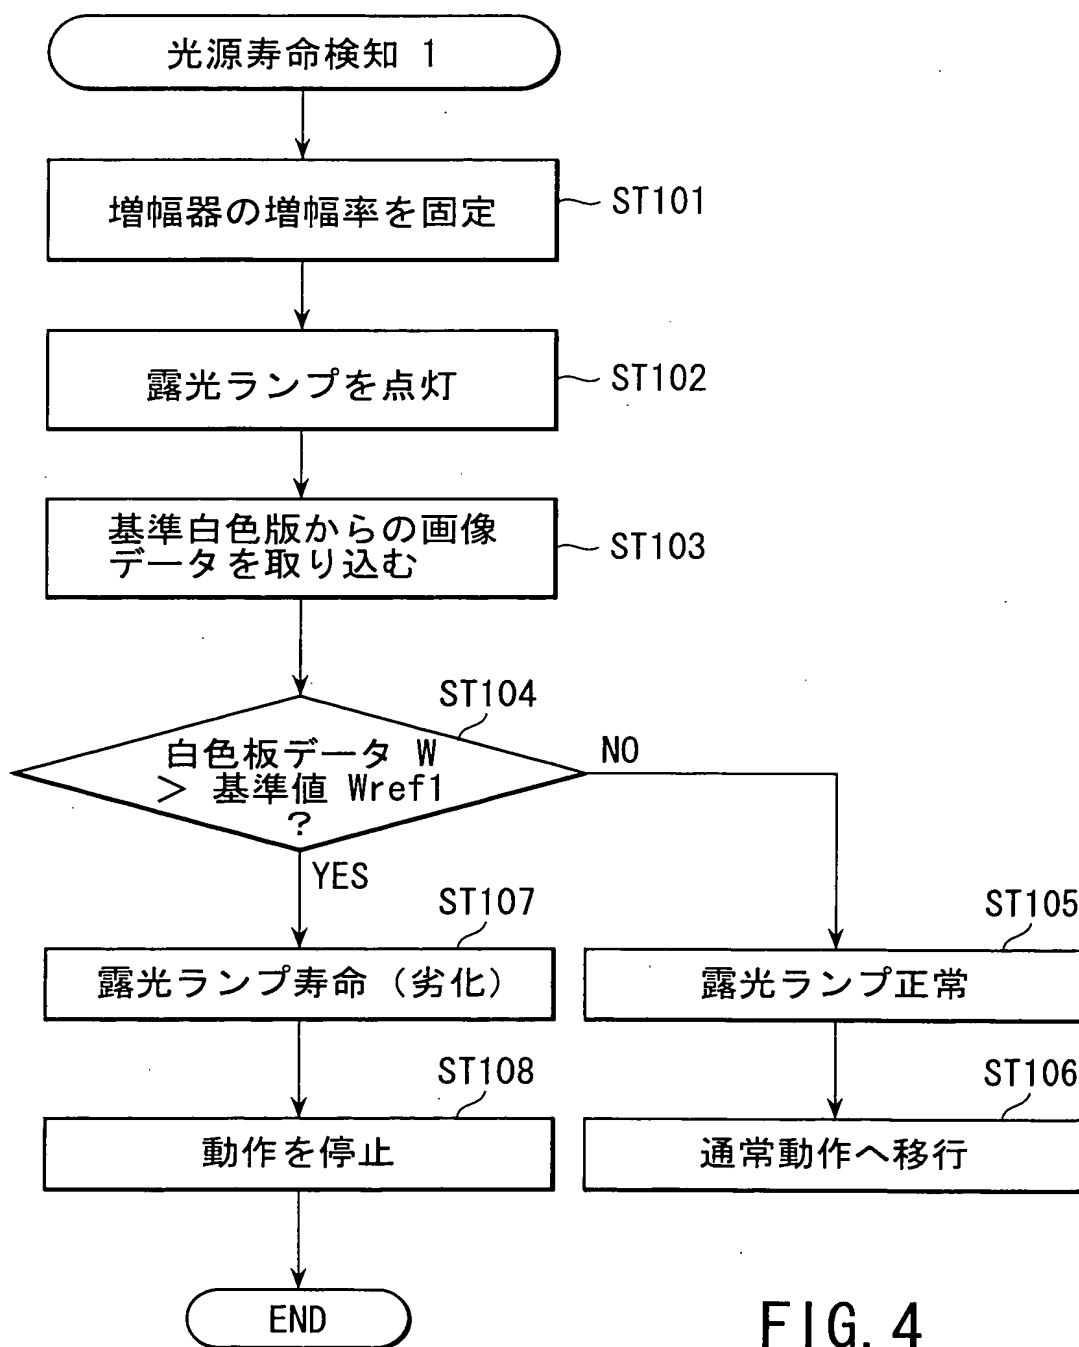 光源寿命検知 1
増幅器の増幅率を固定
ST101
露光ランプを点灯
ST102
基準白色版からの画像
データを取り込む
ST103
ST104
白色板データ W
> 基準値 Wref1
?
NO
YES
ST107
露光ランプ寿命（劣化）
ST105
露光ランプ正常
ST108
動作を停止
ST106
通常動作へ移行
END
FIG. 4